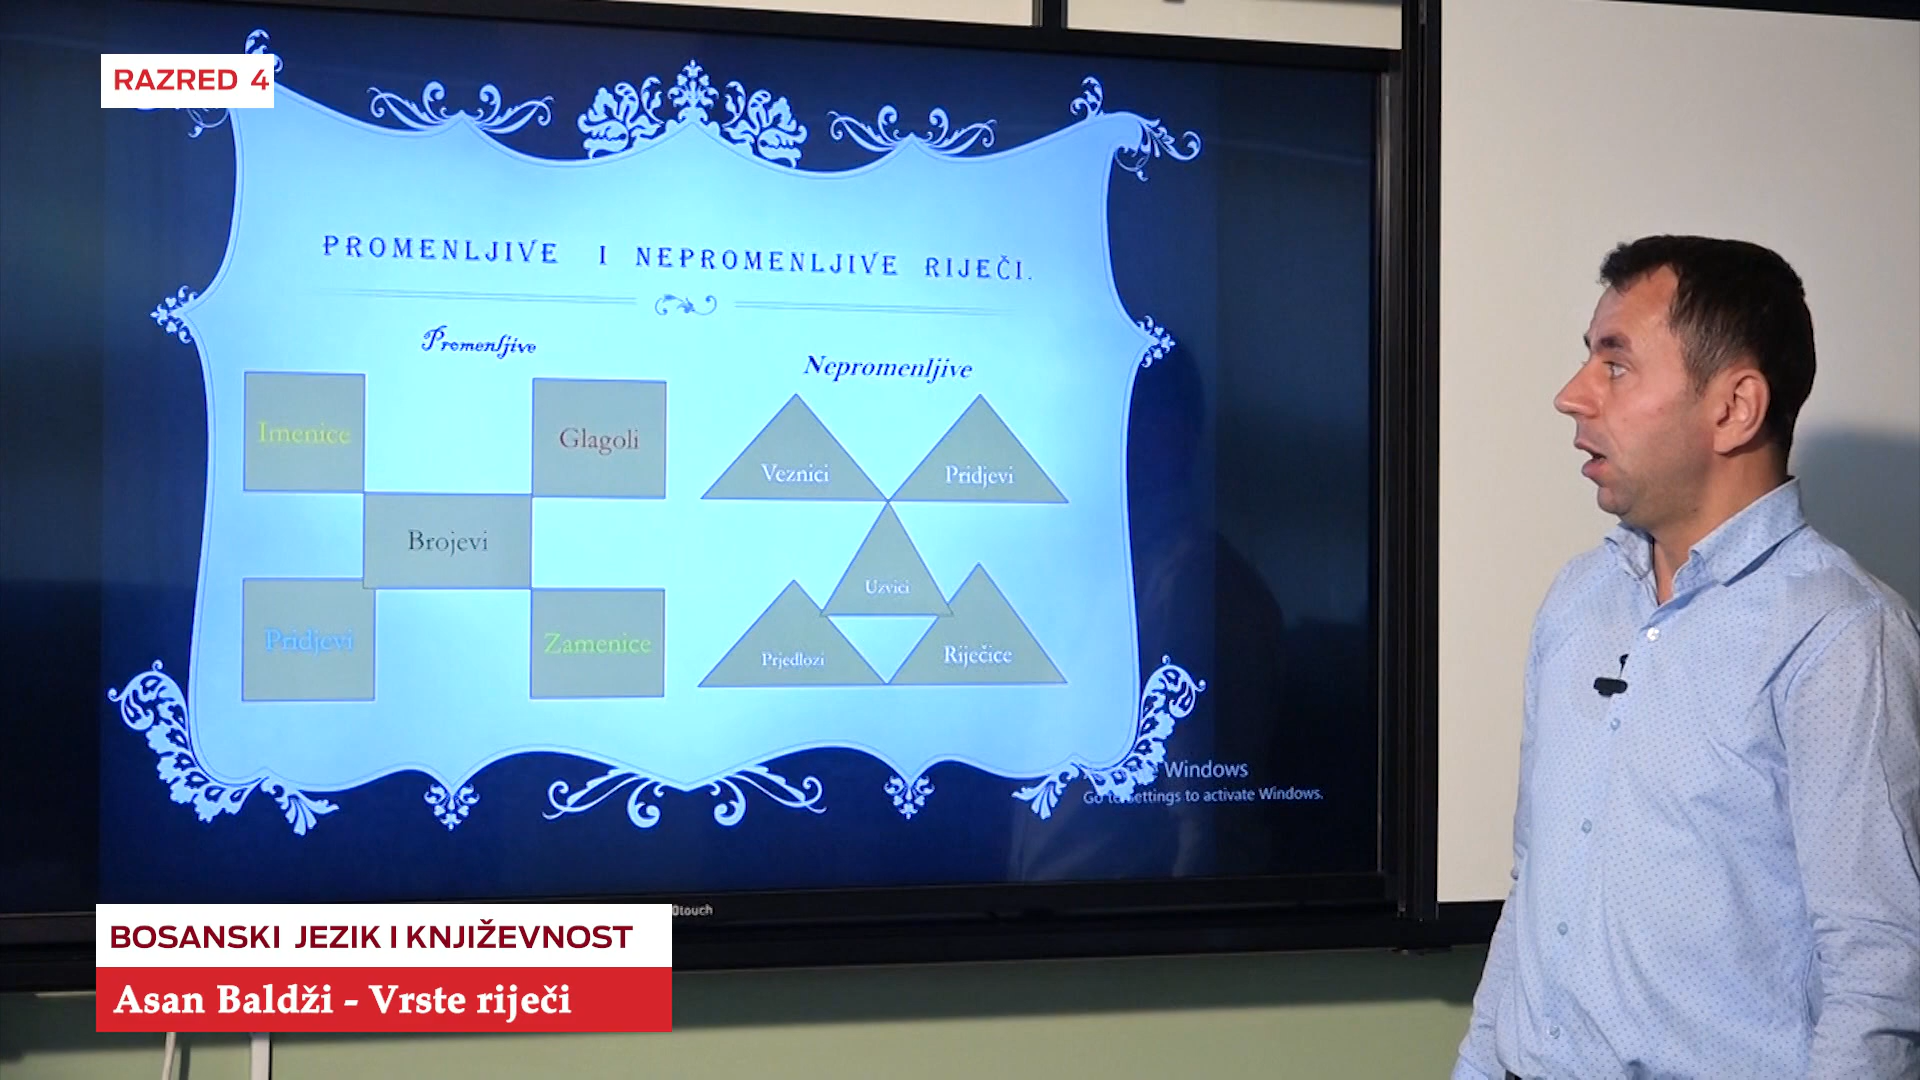 RAZRED 4
PROMENLJIVE I NEPROMENLJIVE RIJEČI.
Promenljive
Nepromenljive
Imenice
Glagoli
Brojevi
Pridjevi
Zamenice
Veznici
Pridjevi
Uzvici
Prjedlozi
Riječice
Windows
Go to Settings to activate Windows.
touch
BOSANSKI JEZIK I KNJIŽEVNOST
Asan Baldži - Vrste riječi